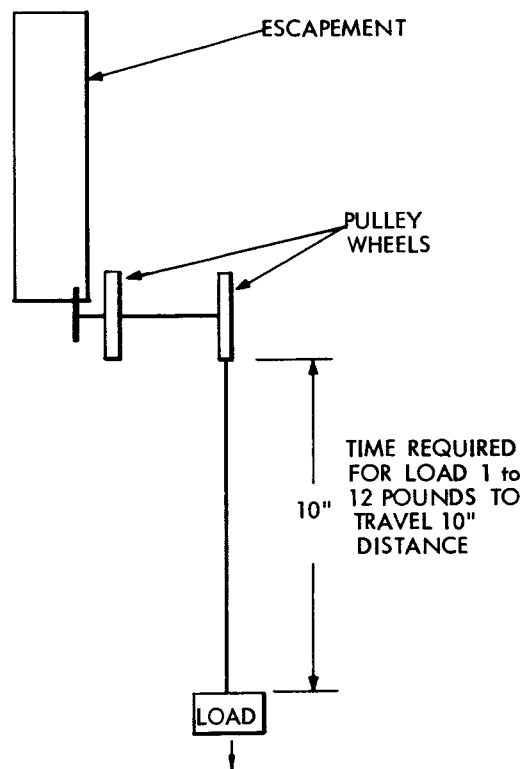 ESCAPEMENT
PULLEY
WHEELS
TIME REQUIRED
FOR LOAD 1 to
12 POUNDS TO
TRAVEL 10"
DISTANCE
10"
LOAD